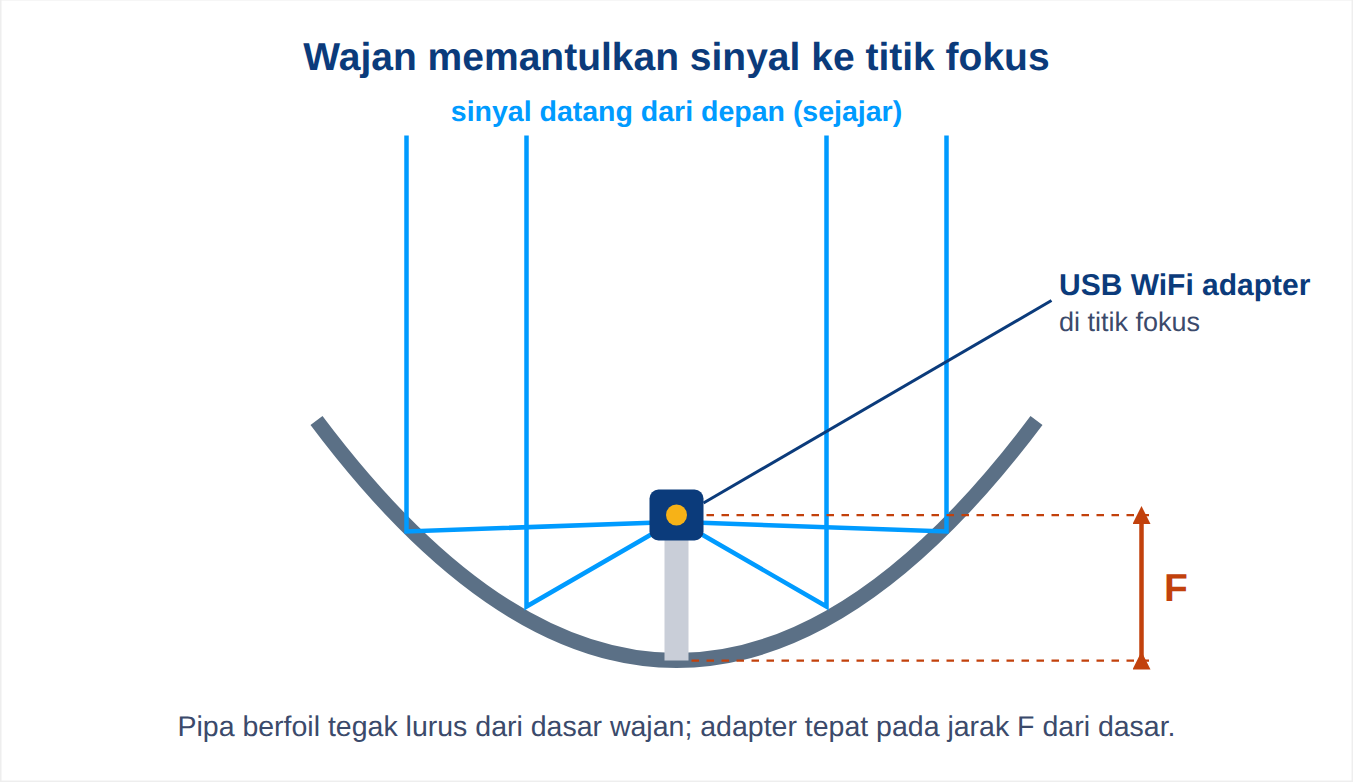 Wajan memantulkan sinyal ke titik fokus
sinyal datang dari depan (sejajar)
USB WiFi adapter
di titik fokus
F
Pipa berfoil tegak lurus dari dasar wajan; adapter tepat pada jarak F dari dasar.